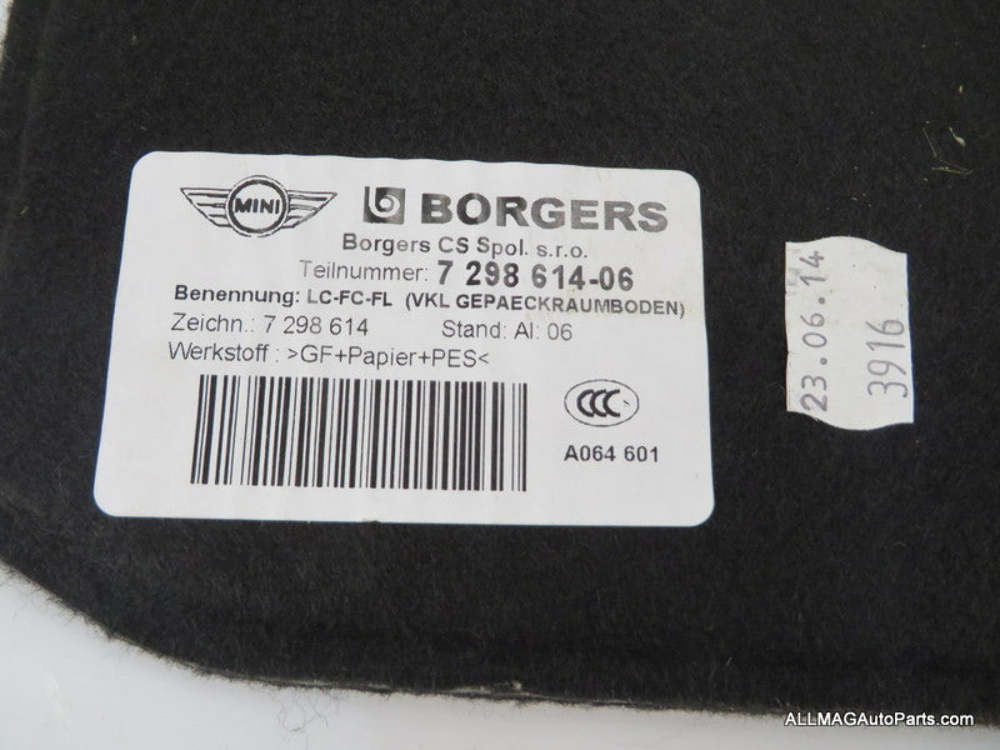 MINI
BORGERS
Borgers CS Spol. s.r.o.
Teilnummer: 7 298 614-06
Benennung: LC-FC-FL (VKL GEPAECKRAUMBODEN)
Zeichn.: 7 298 614 Stand: AI: 06
Werkstoff : >GF+Papier+PES<
CCC
A064 601
23.06.14
3916
ALLMAGAutoParts.com